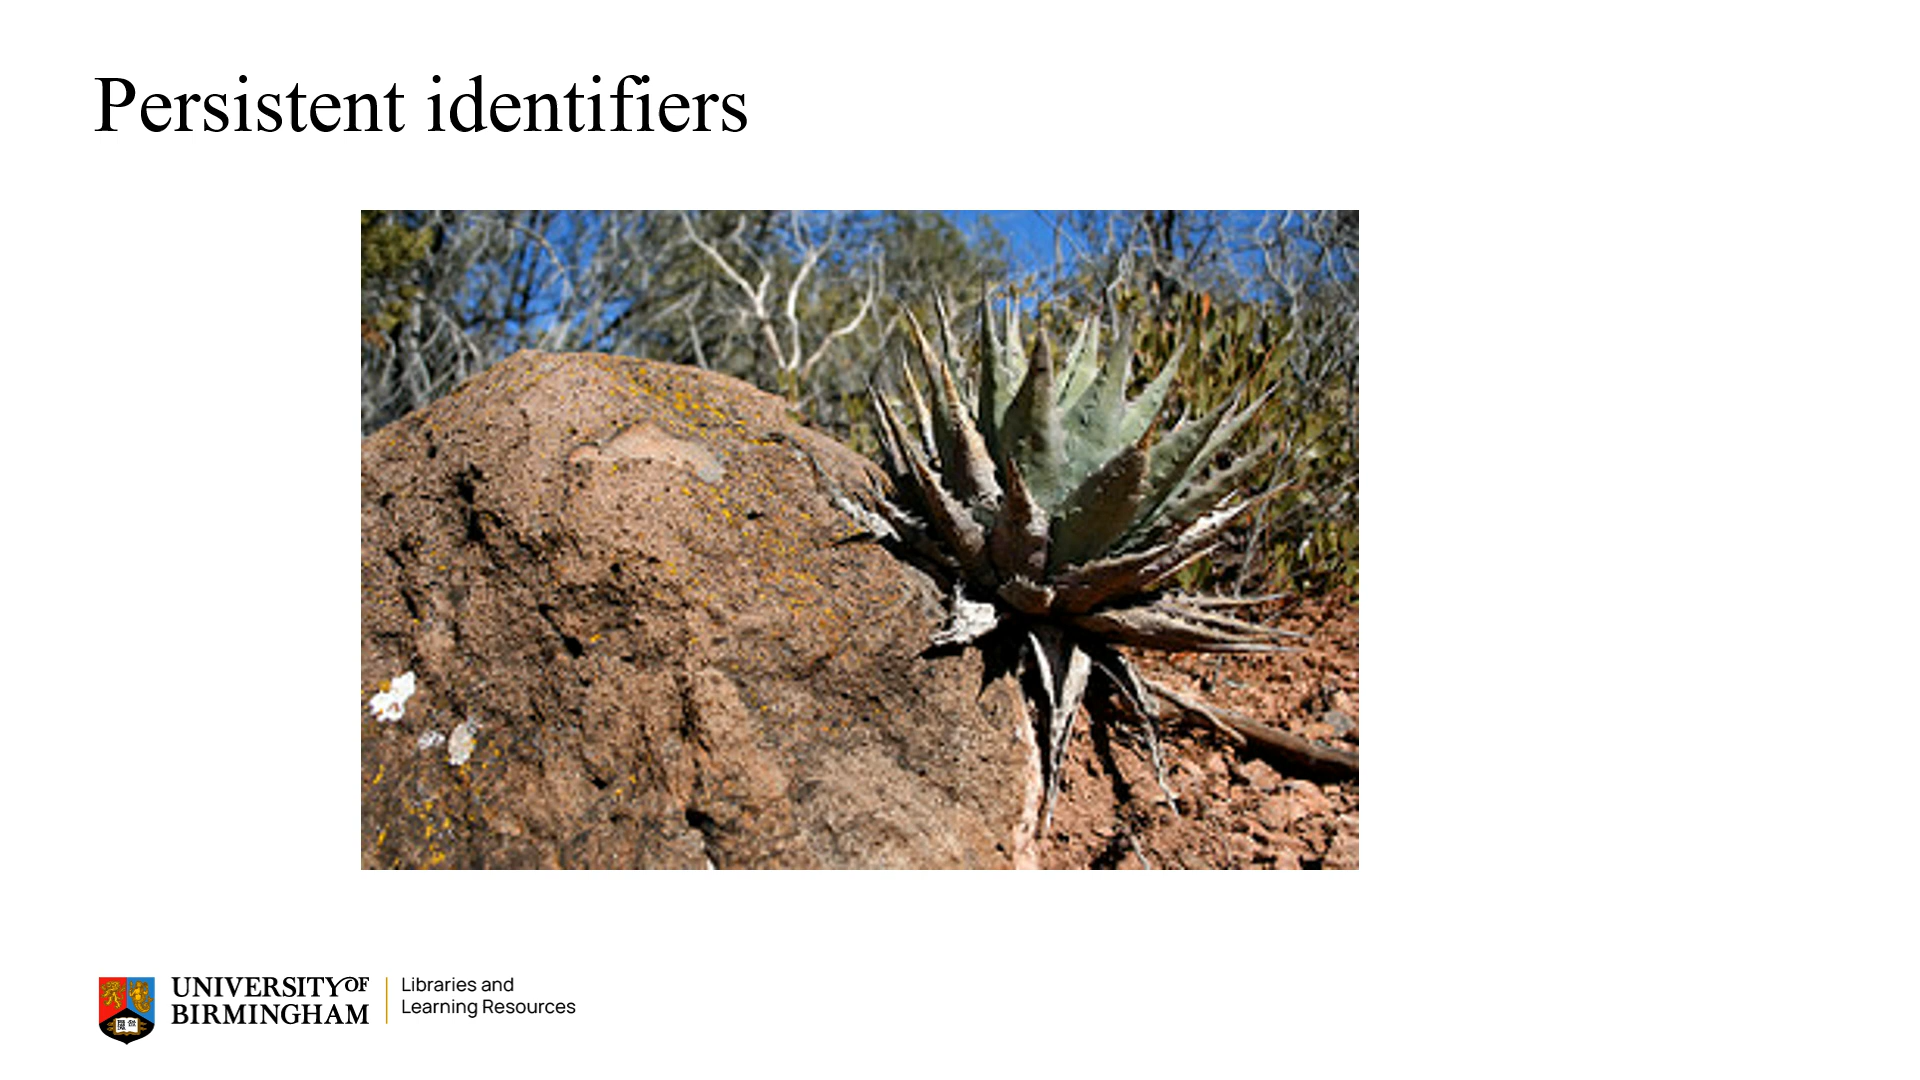 Persistent identifiers
UNIVERSITY OF
BIRMINGHAM
Libraries and
Learning Resources